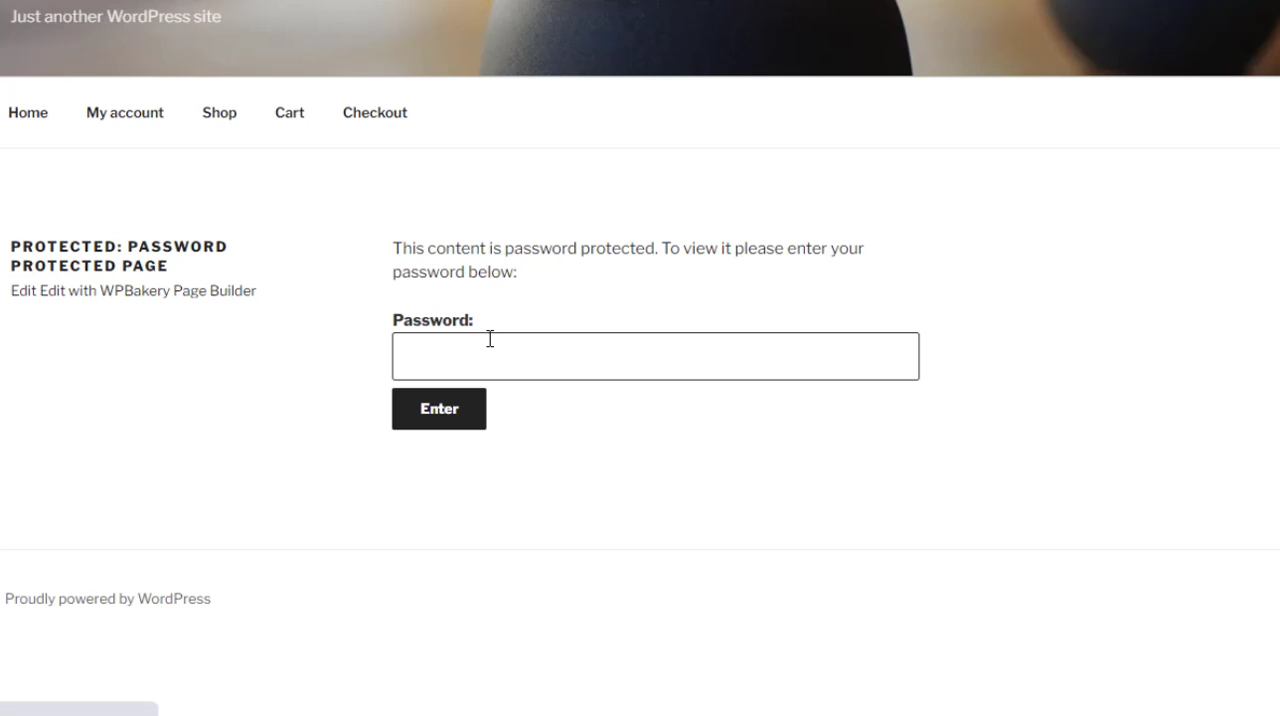 Just another WordPress site
Home My account Shop Cart Checkout
PROTECTED: PASSWORD
PROTECTED PAGE
Edit Edit with WPBakery Page Builder
This content is password protected. To view it please enter your
password below:
Password:
Enter
Proudly powered by WordPress